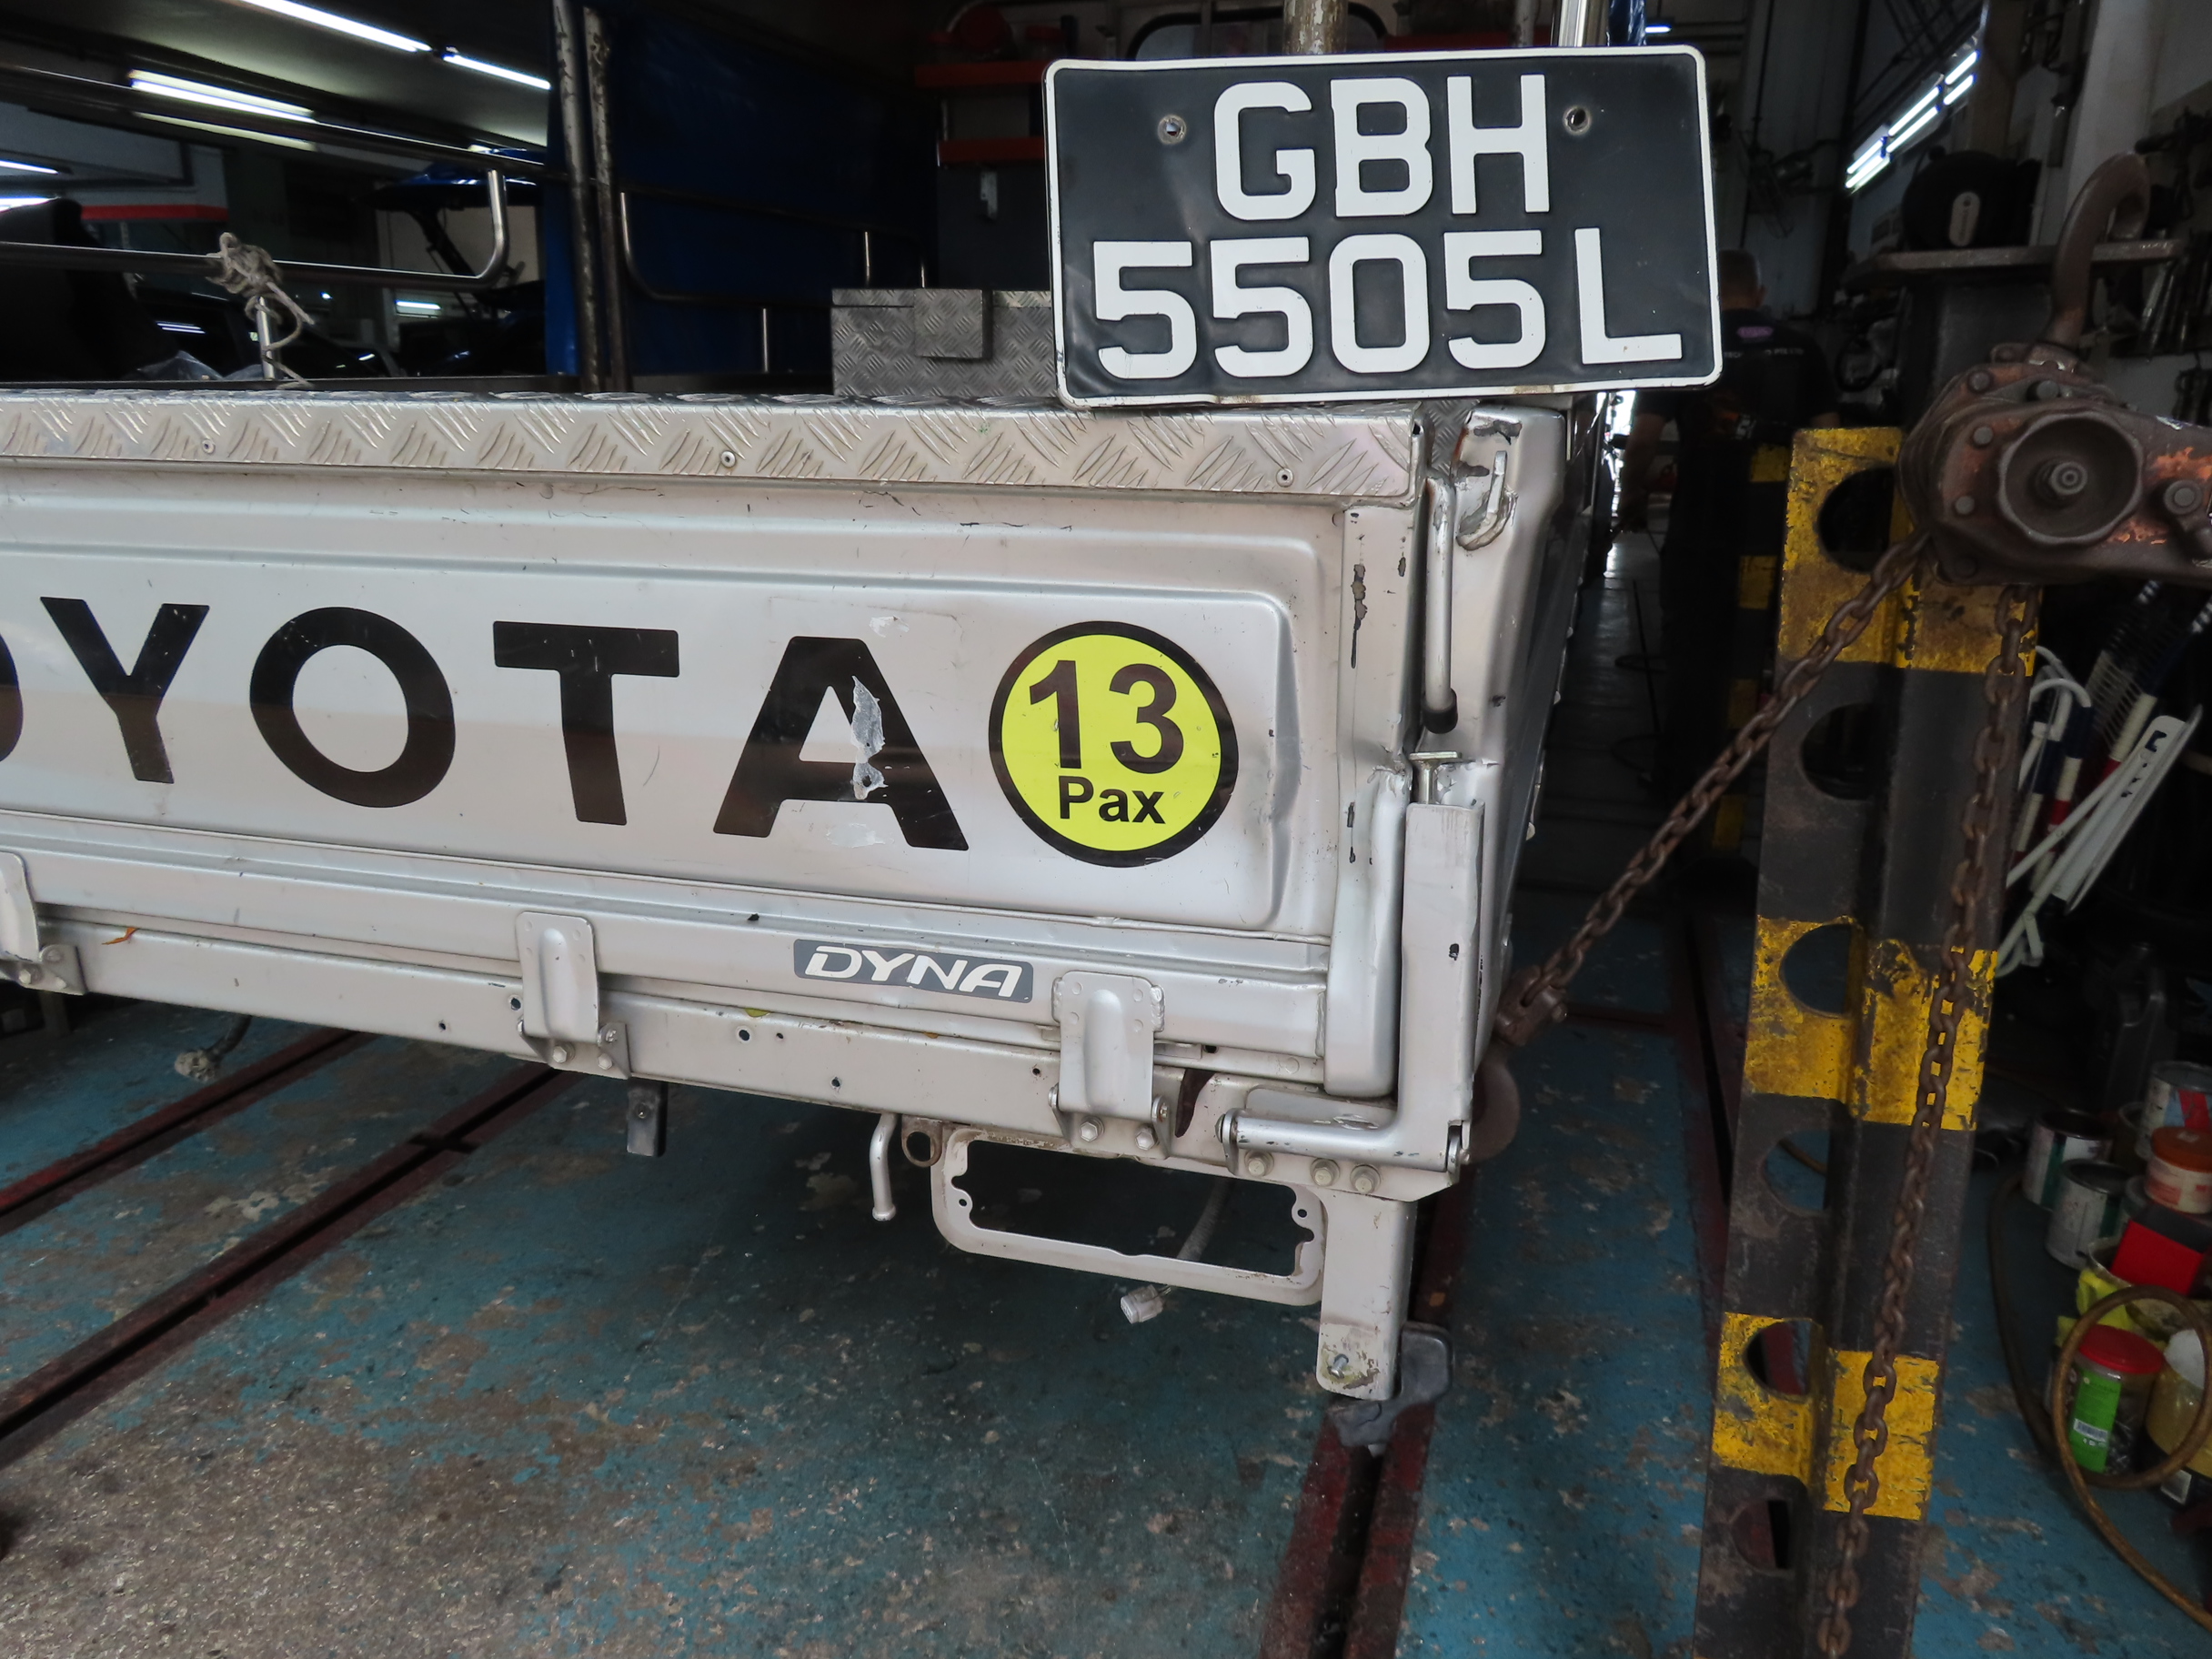 GBH
5505L
OYOTA
13
Pax
DYNA